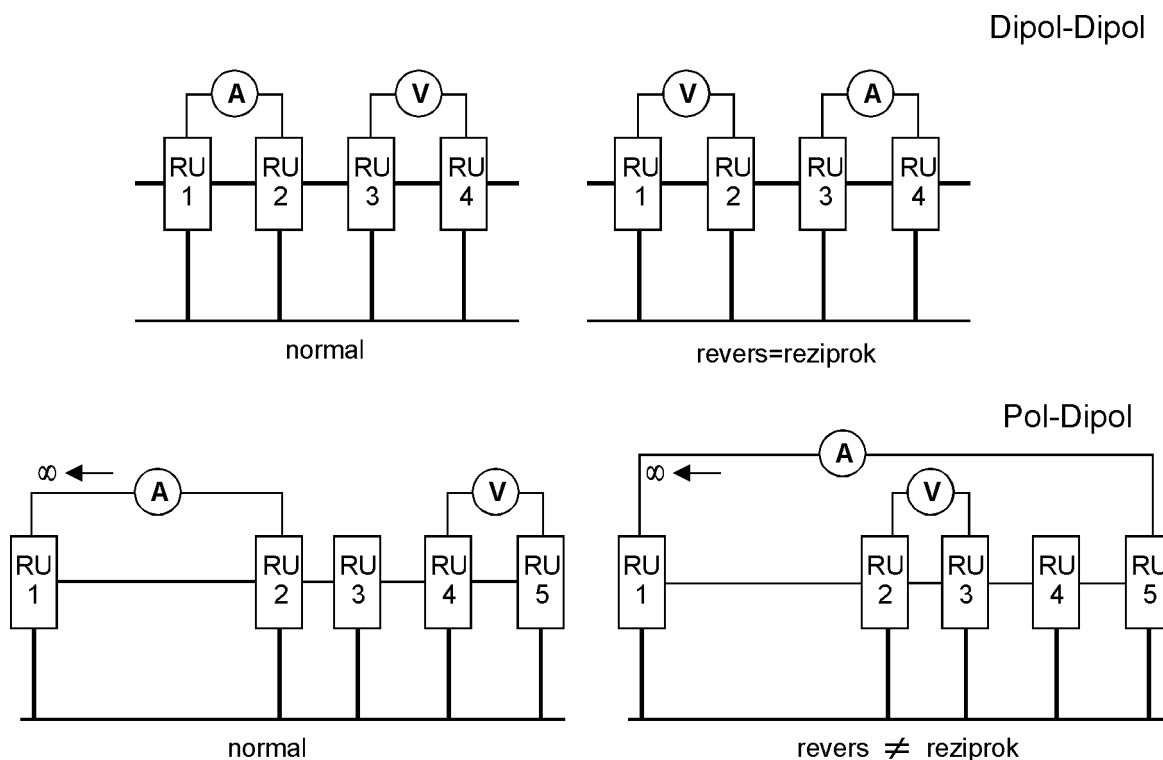 Dipol-Dipol
A V
RU 1 RU 2 RU 3 RU 4
normal
V A
RU 1 RU 2 RU 3 RU 4
revers=reziprok
Pol-Dipol
∞ A V
RU 1 RU 2 RU 3 RU 4 RU 5
normal
A
∞ V
RU 1 RU 2 RU 3 RU 4 RU 5
revers ≠ reziprok